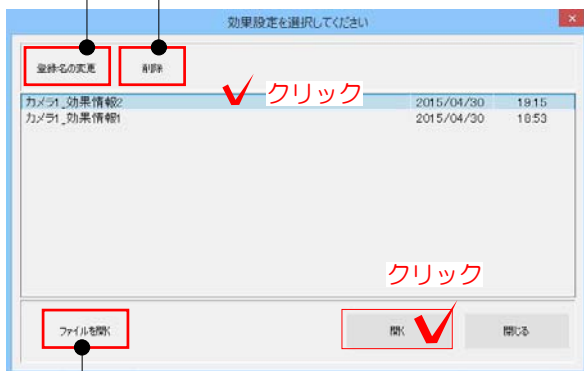 効果設定を選択してください
登録名の変更 削除
クリック
カメラ1_効果情報2 2015/04/30 19:15
カメラ1_効果情報1 2015/04/30 18:53
クリック
ファイルを開く 開く 閉じる